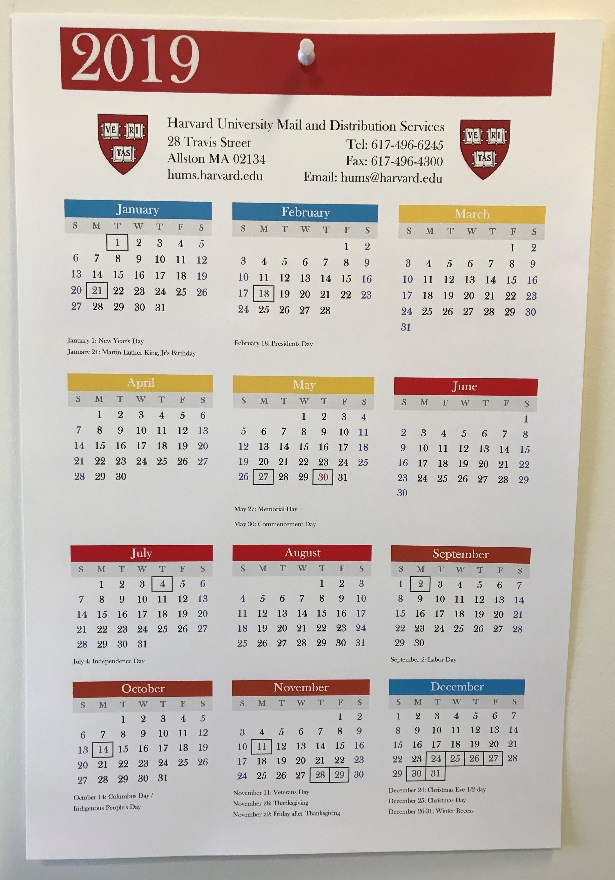 2019
Harvard University Mail and Distribution Services
28 Travis Street
Allston MA 02134
hums.harvard.edu
Tel: 617-496-6245
Fax: 617-496-4300
Email: hums@harvard.edu
VE RI
TAS
VE RI
TAS
January
S M T W T F S
1 2 3 4 5
6 7 8 9 10 11 12
13 14 15 16 17 18 19
20 21 22 23 24 25 26
27 28 29 30 31
January 1: New Year's Day
January 21: Martin Luther King, Jr's Birthday
February
S M T W T F S
1 2
3 4 5 6 7 8 9
10 11 12 13 14 15 16
17 18 19 20 21 22 23
24 25 26 27 28
February 18: Presidents Day
March
S M T W T F S
1 2
3 4 5 6 7 8 9
10 11 12 13 14 15 16
17 18 19 20 21 22 23
24 25 26 27 28 29 30
31
April
S M T W T F S
1 2 3 4 5 6
7 8 9 10 11 12 13
14 15 16 17 18 19 20
21 22 23 24 25 26 27
28 29 30
May
S M T W T F S
1 2 3 4
5 6 7 8 9 10 11
12 13 14 15 16 17 18
19 20 21 22 23 24 25
26 27 28 29 30 31
May 27: Memorial Day
May 30: Commencement Day
June
S M T W T F S
1
2 3 4 5 6 7 8
9 10 11 12 13 14 15
16 17 18 19 20 21 22
23 24 25 26 27 28 29
30
July
S M T W T F S
1 2 3 4 5 6
7 8 9 10 11 12 13
14 15 16 17 18 19 20
21 22 23 24 25 26 27
28 29 30 31
July 4: Independence Day
August
S M T W T F S
1 2 3
4 5 6 7 8 9 10
11 12 13 14 15 16 17
18 19 20 21 22 23 24
25 26 27 28 29 30 31
September
S M T W T F S
1 2 3 4 5 6 7
8 9 10 11 12 13 14
15 16 17 18 19 20 21
22 23 24 25 26 27 28
29 30
September 2: Labor Day
October
S M T W T F S
1 2 3 4 5
6 7 8 9 10 11 12
13 14 15 16 17 18 19
20 21 22 23 24 25 26
27 28 29 30 31
October 14: Columbus Day /
Indigenous People's Day
November
S M T W T F S
1 2
3 4 5 6 7 8 9
10 11 12 13 14 15 16
17 18 19 20 21 22 23
24 25 26 27 28 29 30
November 11: Veterans Day
November 28: Thanksgiving
November 29: Friday after Thanksgiving
December
S M T W T F S
1 2 3 4 5 6 7
8 9 10 11 12 13 14
15 16 17 18 19 20 21
22 23 24 25 26 27 28
29 30 31
December 24: Christmas Eve 1/2 day
December 25: Christmas Day
December 26-31: Winter Recess